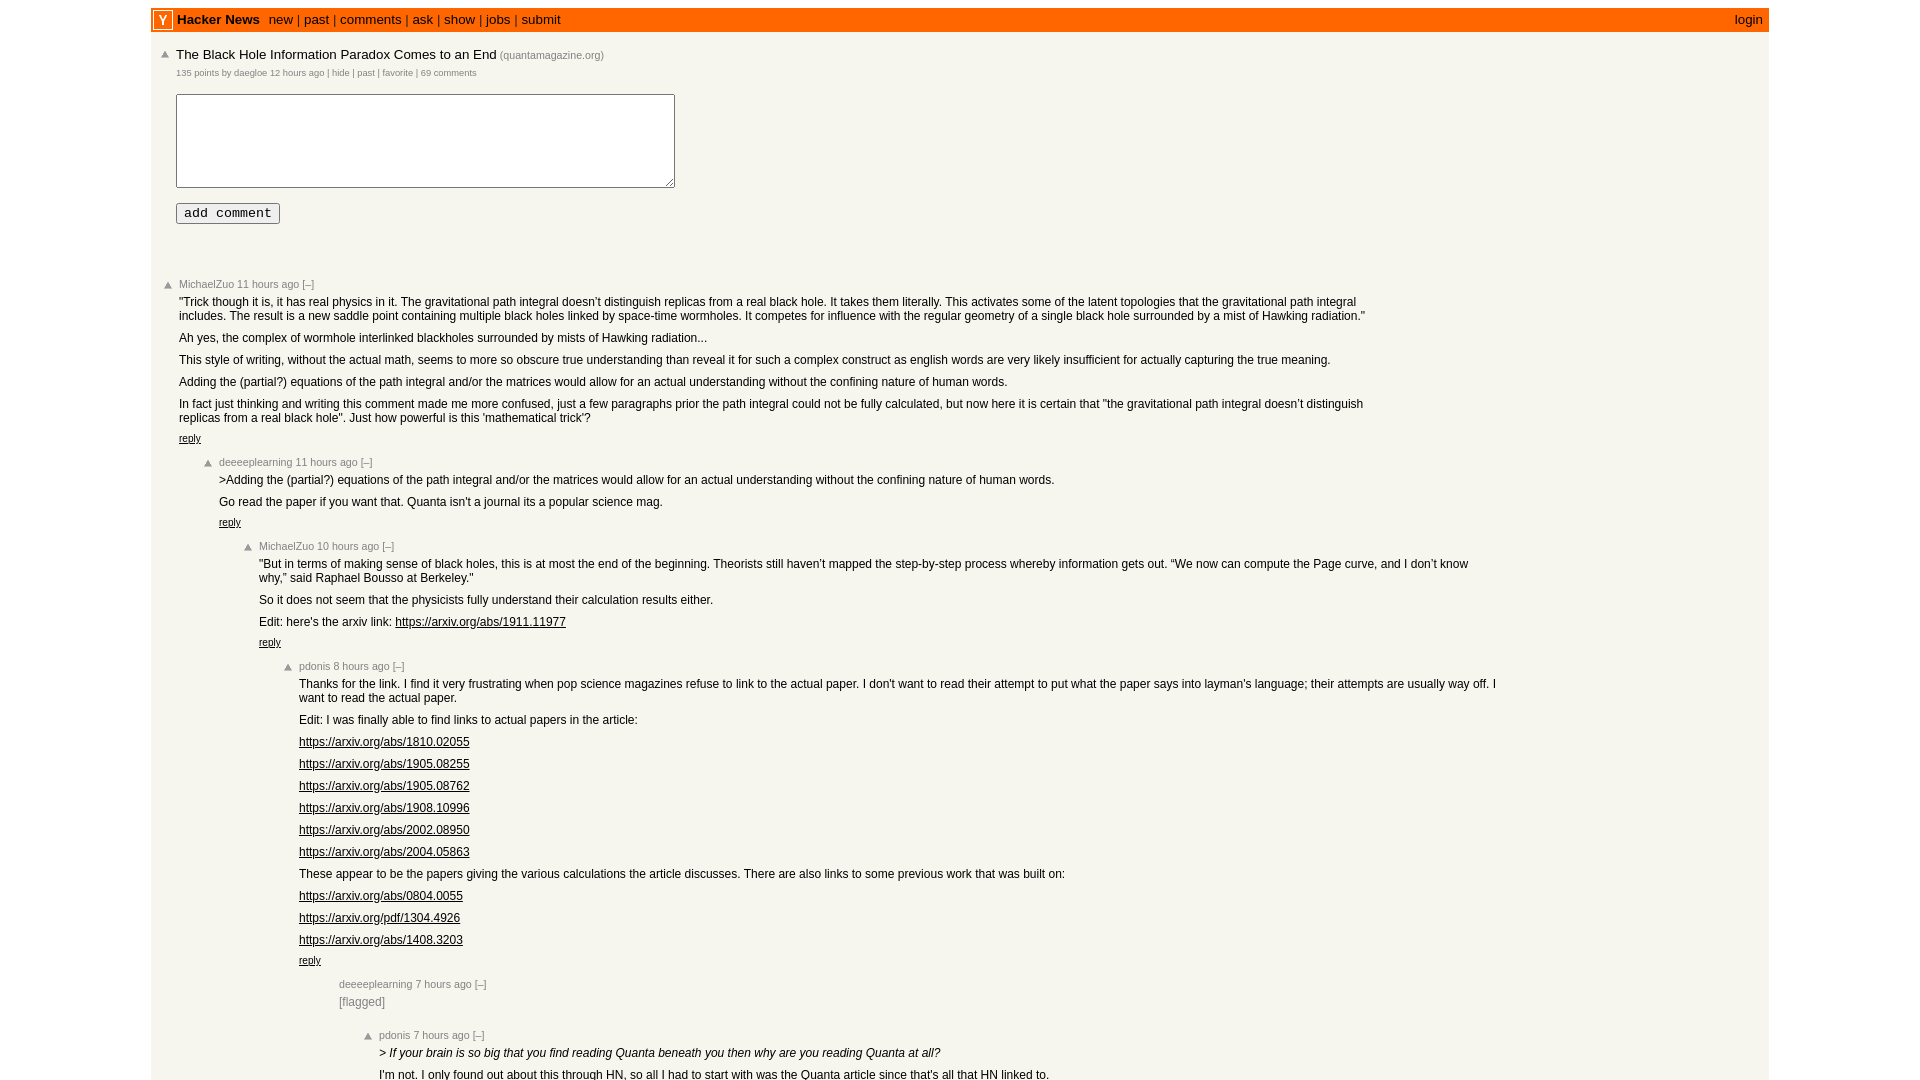 Y Hacker News new | past | comments | ask | show | jobs | submit login
The Black Hole Information Paradox Comes to an End (quantamagazine.org)
135 points by daegloe 12 hours ago | hide | past | favorite | 69 comments
add comment
MichaelZuo 11 hours ago [–]
"Trick though it is, it has real physics in it. The gravitational path integral doesn’t distinguish replicas from a real black hole. It takes them literally. This activates some of the latent topologies that the gravitational path integral
includes. The result is a new saddle point containing multiple black holes linked by space-time wormholes. It competes for influence with the regular geometry of a single black hole surrounded by a mist of Hawking radiation."
Ah yes, the complex of wormhole interlinked blackholes surrounded by mists of Hawking radiation...
This style of writing, without the actual math, seems to more so obscure true understanding than reveal it for such a complex construct as english words are very likely insufficient for actually capturing the true meaning.
Adding the (partial?) equations of the path integral and/or the matrices would allow for an actual understanding without the confining nature of human words.
In fact just thinking and writing this comment made me more confused, just a few paragraphs prior the path integral could not be fully calculated, but now here it is certain that "the gravitational path integral doesn’t distinguish
replicas from a real black hole". Just how powerful is this 'mathematical trick'?
reply
deeeeplearning 11 hours ago [–]
>Adding the (partial?) equations of the path integral and/or the matrices would allow for an actual understanding without the confining nature of human words.
Go read the paper if you want that. Quanta isn't a journal its a popular science mag.
reply
MichaelZuo 10 hours ago [–]
"But in terms of making sense of black holes, this is at most the end of the beginning. Theorists still haven’t mapped the step-by-step process whereby information gets out. “We now can compute the Page curve, and I don’t know
why,” said Raphael Bousso at Berkeley."
So it does not seem that the physicists fully understand their calculation results either.
Edit: here's the arxiv link: https://arxiv.org/abs/1911.11977
reply
pdonis 8 hours ago [–]
Thanks for the link. I find it very frustrating when pop science magazines refuse to link to the actual paper. I don't want to read their attempt to put what the paper says into layman's language; their attempts are usually way off. I
want to read the actual paper.
Edit: I was finally able to find links to actual papers in the article:
https://arxiv.org/abs/1810.02055
https://arxiv.org/abs/1905.08255
https://arxiv.org/abs/1905.08762
https://arxiv.org/abs/1908.10996
https://arxiv.org/abs/2002.08950
https://arxiv.org/abs/2004.05863
These appear to be the papers giving the various calculations the article discusses. There are also links to some previous work that was built on:
https://arxiv.org/abs/0804.0055
https://arxiv.org/pdf/1304.4926
https://arxiv.org/abs/1408.3203
reply
deeeeplearning 7 hours ago [–]
[flagged]
pdonis 7 hours ago [–]
> If your brain is so big that you find reading Quanta beneath you then why are you reading Quanta at all?
I'm not. I only found out about this through HN, so all I had to start with was the Quanta article since that's all that HN linked to.